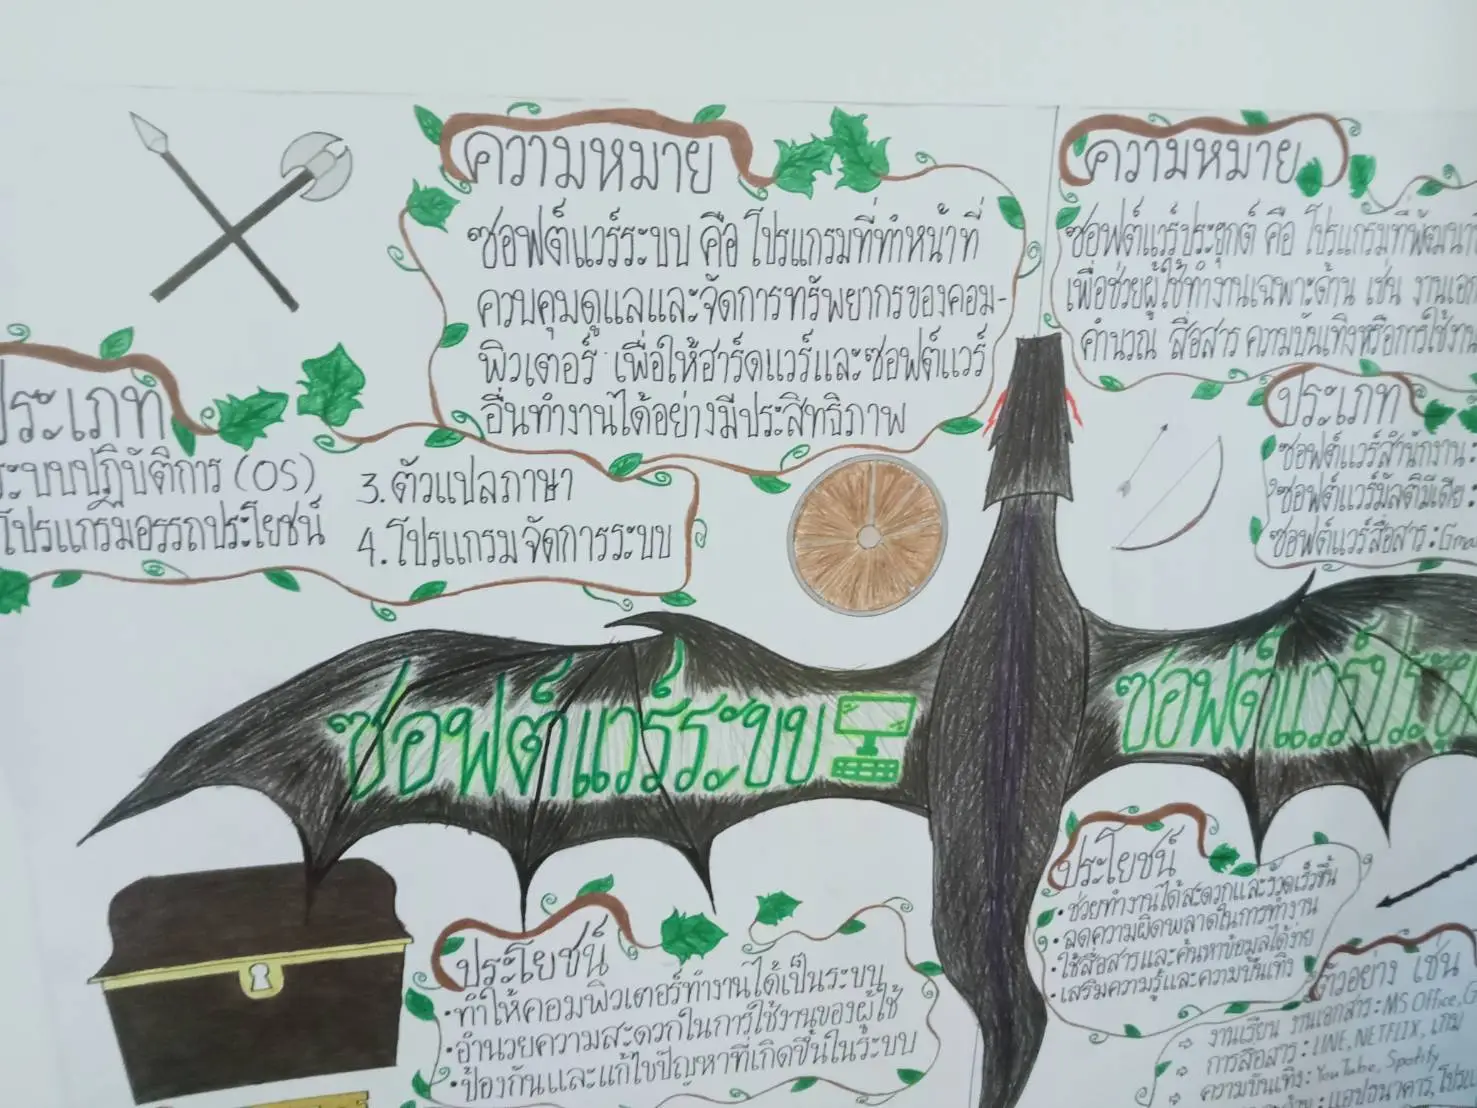 ความหมาย
ซอฟต์แวร์ระบบ คือ โปรแกรมที่ทำหน้าที่
ควบคุมดูแลและจัดการทรัพยากรของคอม-
พิวเตอร์ เพื่อให้ฮาร์ดแวร์และซอฟต์แวร์
อื่นทำงานได้อย่างมีประสิทธิภาพ
ประเภท
ระบบปฏิบัติการ (OS)
โปรแกรมอรรถประโยชน์
3. ตัวแปลภาษา
4. โปรแกรมจัดการระบบ
ซอฟต์แวร์ระบบ
ประโยชน์
• ทำให้คอมพิวเตอร์ทำงานได้เป็นระบบ
• อำนวยความสะดวกในการใช้งานของผู้ใช้
• ป้องกันและแก้ไขปัญหาที่เกิดขึ้นในระบบ
ความหมาย
ซอฟต์แวร์ประยุกต์ คือ โปรแกรมที่พัฒนา
เพื่อช่วยผู้ใช้ทำงานเฉพาะด้าน เช่น งานเอก
คำนวณ สื่อสาร ความบันเทิงหรือการใช้งาน
ประเภท
ซอฟต์แวร์สำนักงาน :
ซอฟต์แวร์มัลติมีเดีย :
ซอฟต์แวร์สื่อสาร : Gma
ซอฟต์แวร์ประยุ
ประโยชน์
• ช่วยทำงานได้สะดวกและรวดเร็วขึ้น
• ลดความผิดพลาดในการทำงาน
• ใช้สื่อสารและค้นหาข้อมูลได้ง่าย
• เสริมความรู้และความบันเทิง
ตัวอย่าง เช่น
⇨ งานเรียน งานเอกสาร : MS Office, G
⇨ การสื่อสาร : LINE, NETFLIX, เกม
⇨ ความบันเทิง : YouTube, Spotify
: แอปธนาคาร,